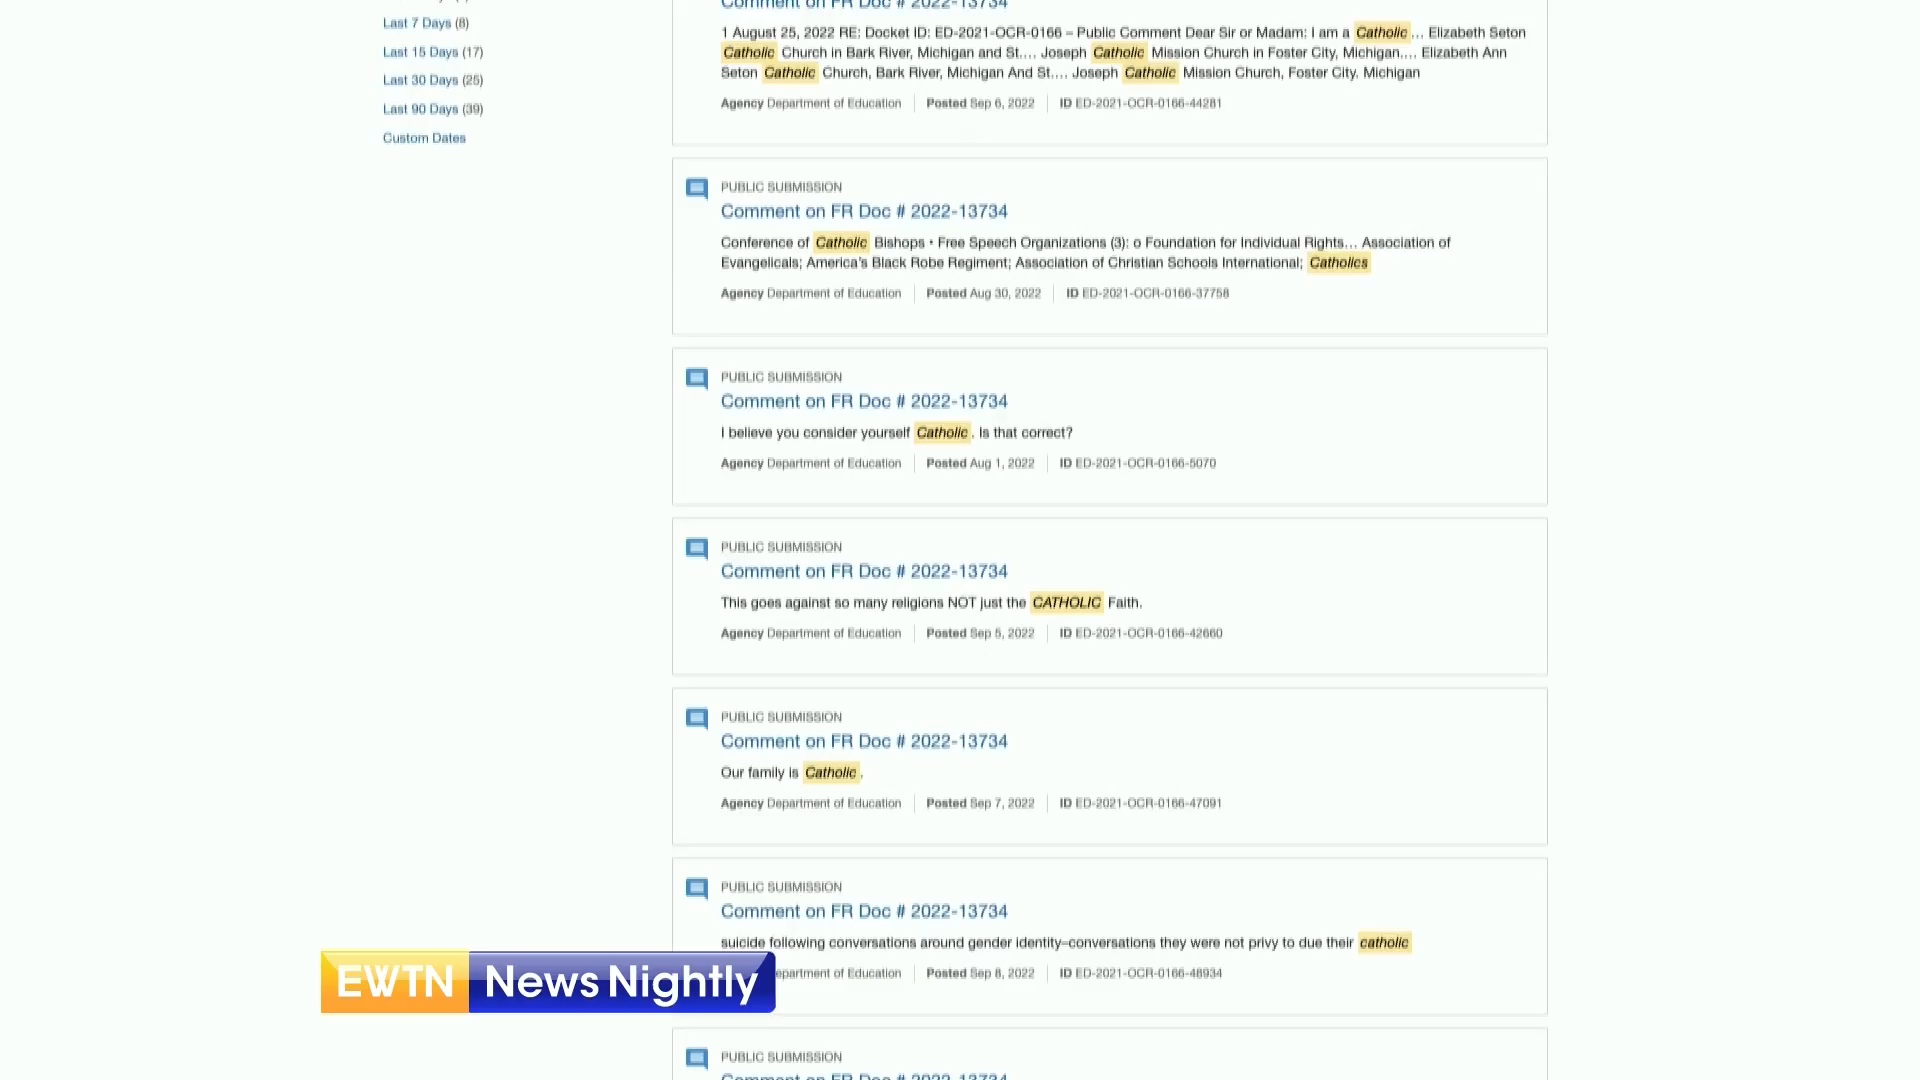 Comment on FR Doc # 2022-13734
Last 7 Days (8)
Last 15 Days (17)
Last 30 Days (25)
Last 90 Days (39)
Custom Dates
1 August 25, 2022 RE: Docket ID: ED-2021-OCR-0166 – Public Comment Dear Sir or Madam: I am a Catholic ... Elizabeth Seton
Catholic Church in Bark River, Michigan and St.... Joseph Catholic Mission Church in Foster City, Michigan.... Elizabeth Ann
Seton Catholic Church, Bark River, Michigan And St.... Joseph Catholic Mission Church, Foster City. Michigan
Agency Department of Education Posted Sep 6, 2022 ID ED-2021-OCR-0166-44281
PUBLIC SUBMISSION
Comment on FR Doc # 2022-13734
Conference of Catholic Bishops • Free Speech Organizations (3): o Foundation for Individual Rights... Association of
Evangelicals; America's Black Robe Regiment; Association of Christian Schools International; Catholics
Agency Department of Education Posted Aug 30, 2022 ID ED-2021-OCR-0166-37758
PUBLIC SUBMISSION
Comment on FR Doc # 2022-13734
I believe you consider yourself Catholic . Is that correct?
Agency Department of Education Posted Aug 1, 2022 ID ED-2021-OCR-0166-5070
PUBLIC SUBMISSION
Comment on FR Doc # 2022-13734
This goes against so many religions NOT just the CATHOLIC Faith.
Agency Department of Education Posted Sep 5, 2022 ID ED-2021-OCR-0166-42660
PUBLIC SUBMISSION
Comment on FR Doc # 2022-13734
Our family is Catholic .
Agency Department of Education Posted Sep 7, 2022 ID ED-2021-OCR-0166-47091
PUBLIC SUBMISSION
Comment on FR Doc # 2022-13734
suicide following conversations around gender identity–conversations they were not privy to due their catholic
epartment of Education Posted Sep 8, 2022 ID ED-2021-OCR-0166-48934
EWTN News Nightly
PUBLIC SUBMISSION
Comment on FR Doc # 2022-13734